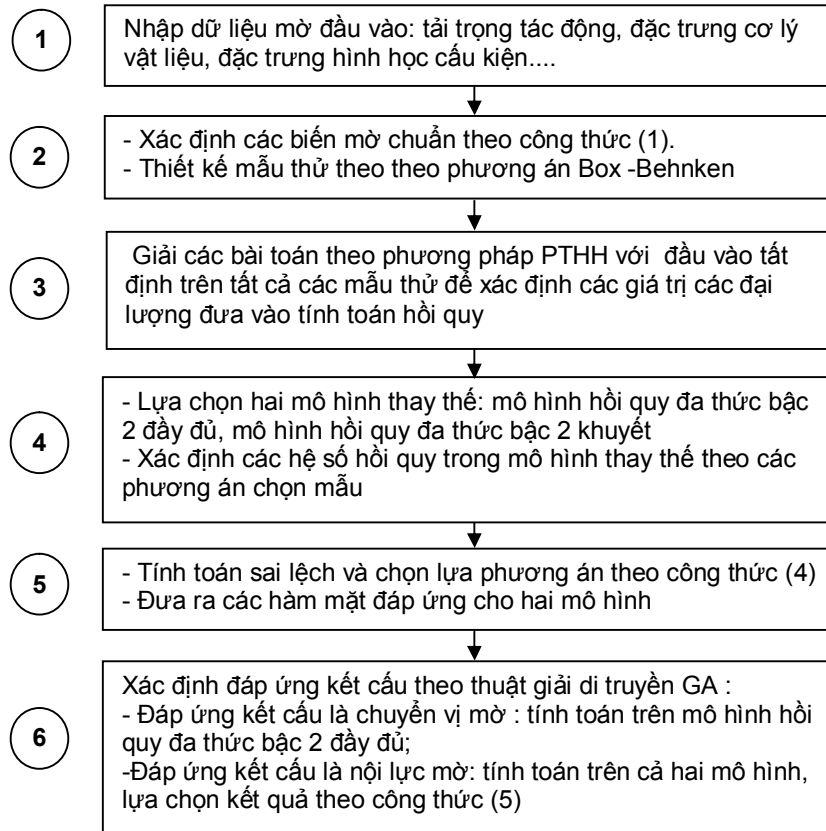 1
Nhập dữ liệu mờ đầu vào: tải trọng tác động, đặc trưng cơ lý
vật liệu, đặc trưng hình học cấu kiện....
2
- Xác định các biến mờ chuẩn theo công thức (1).
- Thiết kế mẫu thử theo theo phương án Box -Behnken
3
Giải các bài toán theo phương pháp PTHH với đầu vào tất
định trên tất cả các mẫu thử để xác định các giá trị các đại
lượng đưa vào tính toán hồi quy
4
- Lựa chọn hai mô hình thay thế: mô hình hồi quy đa thức bậc
2 đầy đủ, mô hình hồi quy đa thức bậc 2 khuyết
- Xác định các hệ số hồi quy trong mô hình thay thế theo các
phương án chọn mẫu
5
- Tính toán sai lệch và chọn lựa phương án theo công thức (4)
- Đưa ra các hàm mặt đáp ứng cho hai mô hình
6
Xác định đáp ứng kết cấu theo thuật giải di truyền GA :
- Đáp ứng kết cấu là chuyển vị mờ : tính toán trên mô hình hồi
quy đa thức bậc 2 đầy đủ;
-Đáp ứng kết cấu là nội lực mờ: tính toán trên cả hai mô hình,
lựa chọn kết quả theo công thức (5)